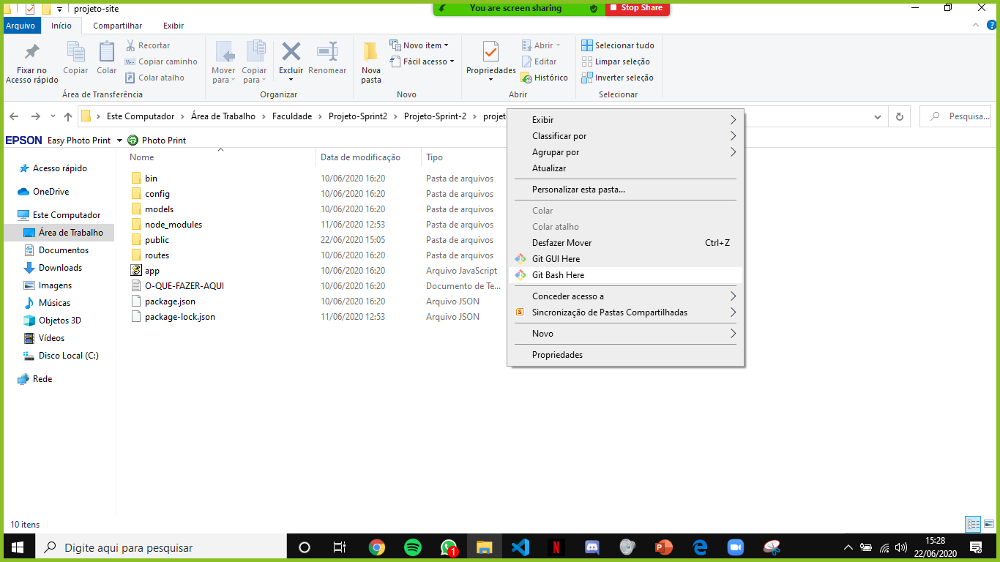 projeto-site
You are screen sharing
Stop Share
Arquivo
Início
Compartilhar
Exibir
Fixar no
Acesso rápido
Copiar
Colar
Recortar
Copiar caminho
Colar atalho
Área de Transferência
Mover
para
Copiar
para
Excluir
Renomear
Organizar
Nova
pasta
Novo item
Fácil acesso
Novo
Propriedades
Abrir
Editar
Histórico
Abrir
Selecionar tudo
Limpar seleção
Inverter seleção
Selecionar
Este Computador > Área de Trabalho > Faculdade > Projeto-Sprint2 > Projeto-Sprint-2 >
Pesquisa...
EPSON Easy Photo Print Photo Print
Nome Data de modificação Tipo
bin 10/06/2020 16:20 Pasta de arquivos
config 10/06/2020 16:20 Pasta de arquivos
models 10/06/2020 16:20 Pasta de arquivos
node_modules 11/06/2020 12:53 Pasta de arquivos
public 22/06/2020 15:05 Pasta de arquivos
routes 10/06/2020 16:20 Pasta de arquivos
app 10/06/2020 16:20 Arquivo JavaScript
O-QUE-FAZER-AQUI 10/06/2020 16:20 Documento de Te...
package.json 10/06/2020 16:20 Arquivo JSON
package-lock.json 11/06/2020 12:53 Arquivo JSON
Acesso rápido
OneDrive
Este Computador
Área de Trabalho
Documentos
Downloads
Imagens
Músicas
Objetos 3D
Vídeos
Disco Local (C:)
Rede
Exibir
Classificar por
Agrupar por
Atualizar
Personalizar esta pasta...
Colar
Colar atalho
Desfazer Mover Ctrl+Z
Git GUI Here
Git Bash Here
Conceder acesso a
Sincronização de Pastas Compartilhadas
Novo
Propriedades
10 itens
Digite aqui para pesquisar
1
15:28
22/06/2020